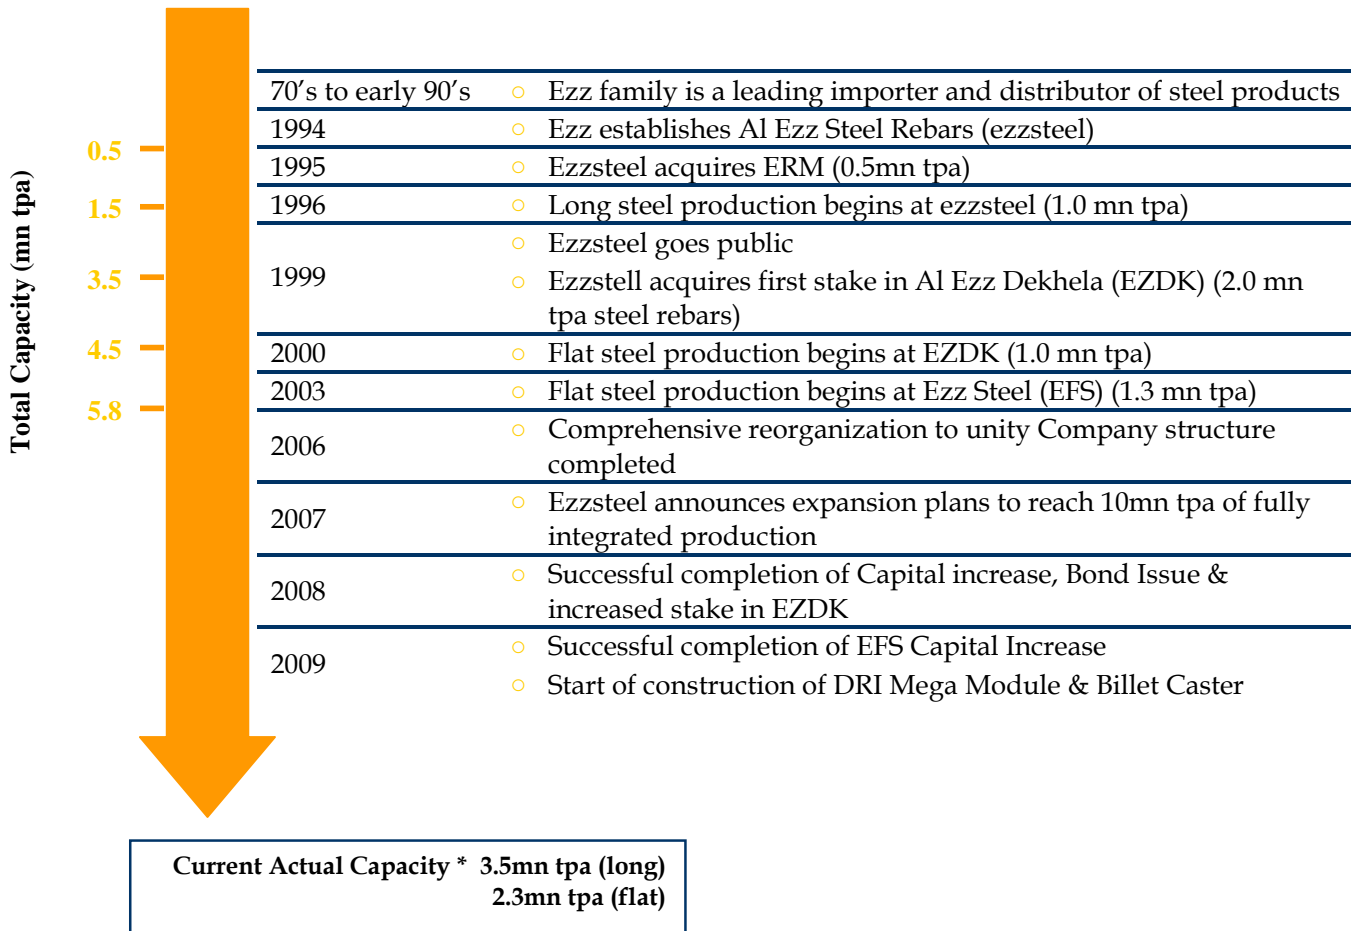 70's to early 90's ○ Ezz family is a leading importer and distributor of steel products
1994 ○ Ezz establishes Al Ezz Steel Rebars (ezzsteel)
0.5
1995 ○ Ezzsteel acquires ERM (0.5mn tpa)
1.5
1996 ○ Long steel production begins at ezzsteel (1.0 mn tpa)
○ Ezzsteel goes public
3.5
1999
○ Ezzstell acquires first stake in Al Ezz Dekhela (EZDK) (2.0 mn
tpa steel rebars)
4.5
2000 ○ Flat steel production begins at EZDK (1.0 mn tpa)
2003 ○ Flat steel production begins at Ezz Steel (EFS) (1.3 mn tpa)
5.8
2006
○ Comprehensive reorganization to unity Company structure
completed
2007
○ Ezzsteel announces expansion plans to reach 10mn tpa of fully
integrated production
2008
○ Successful completion of Capital increase, Bond Issue &
increased stake in EZDK
2009
○ Successful completion of EFS Capital Increase
○ Start of construction of DRI Mega Module & Billet Caster
Total Capacity (mn tpa)
Current Actual Capacity * 3.5mn tpa (long)
2.3mn tpa (flat)